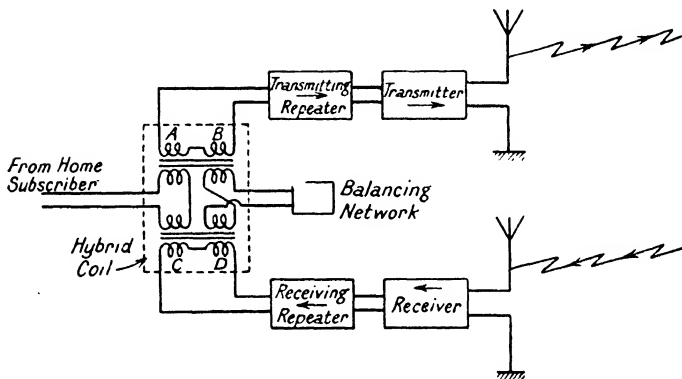 Transmitting
Repeater
Transmitter
A B
From Home
Subscriber
Balancing
Network
Hybrid
Coil
C D
Receiving
Repeater
Receiver